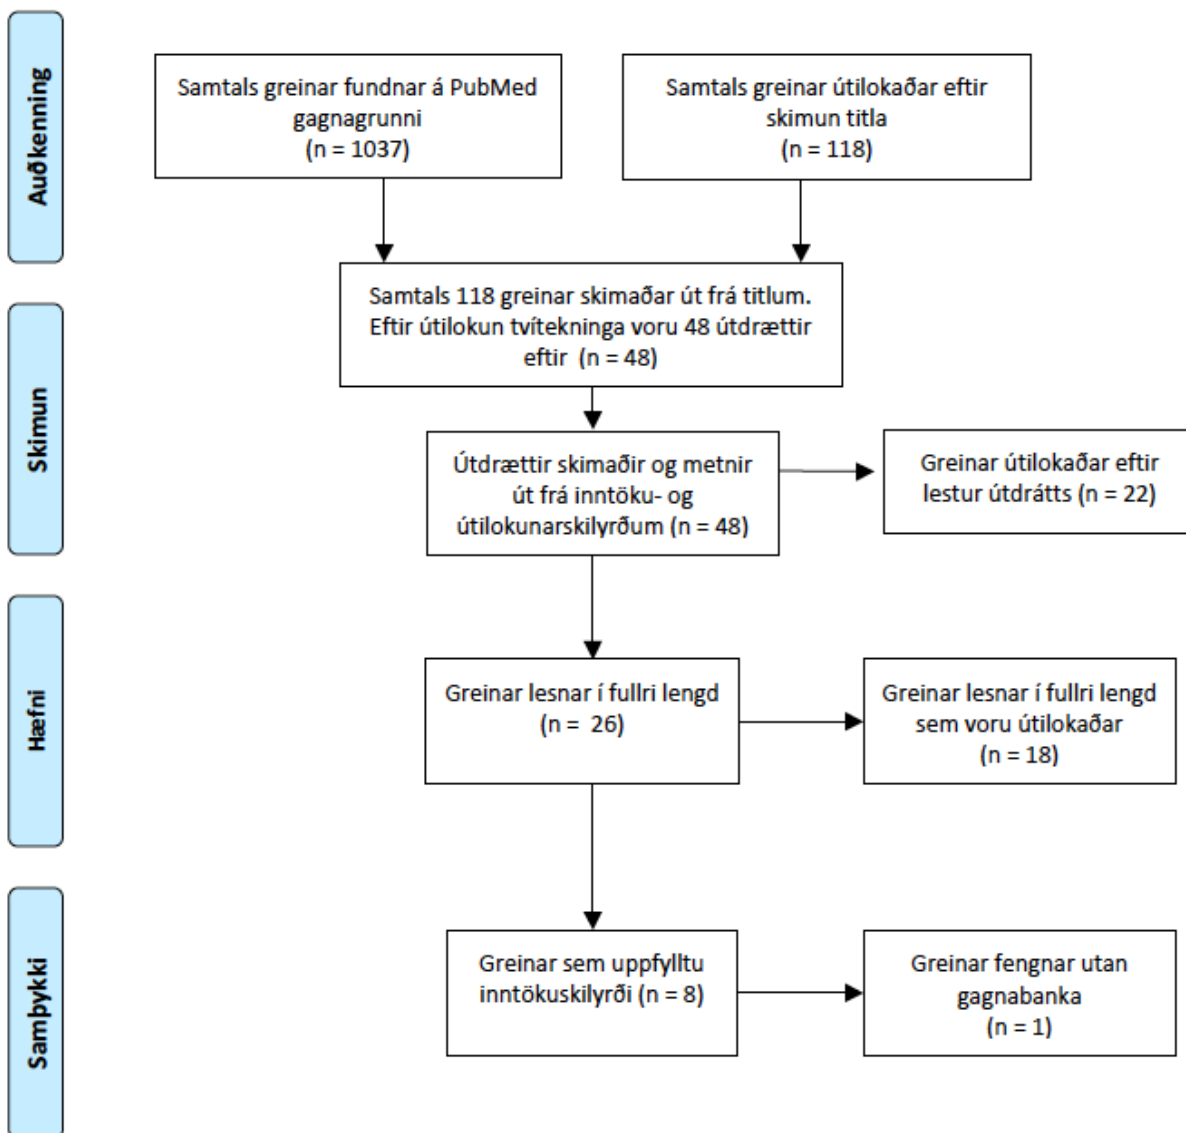 Auðkenning
Samtals greinar fundnar á PubMed
gagnagrunni
(n = 1037)
Samtals greinar útilokaðar eftir
skimun titla
(n = 118)
Skimun
Samtals 118 greinar skimaðar út frá titlum.
Eftir útilokun tvítekninga voru 48 útdrættir
eftir (n = 48)
Útdrættir skimaðir og metnir
út frá inntöku- og
útilokunarskilyrðum (n = 48)
Greinar útilokaðar eftir
lestur útdrátts (n = 22)
Hæfni
Greinar lesnar í fullri lengd
(n = 26)
Greinar lesnar í fullri lengd
sem voru útilokaðar
(n = 18)
Samþykki
Greinar sem uppfylltu
inntökuskilyrði (n = 8)
Greinar fengnar utan
gagnabanka
(n = 1)